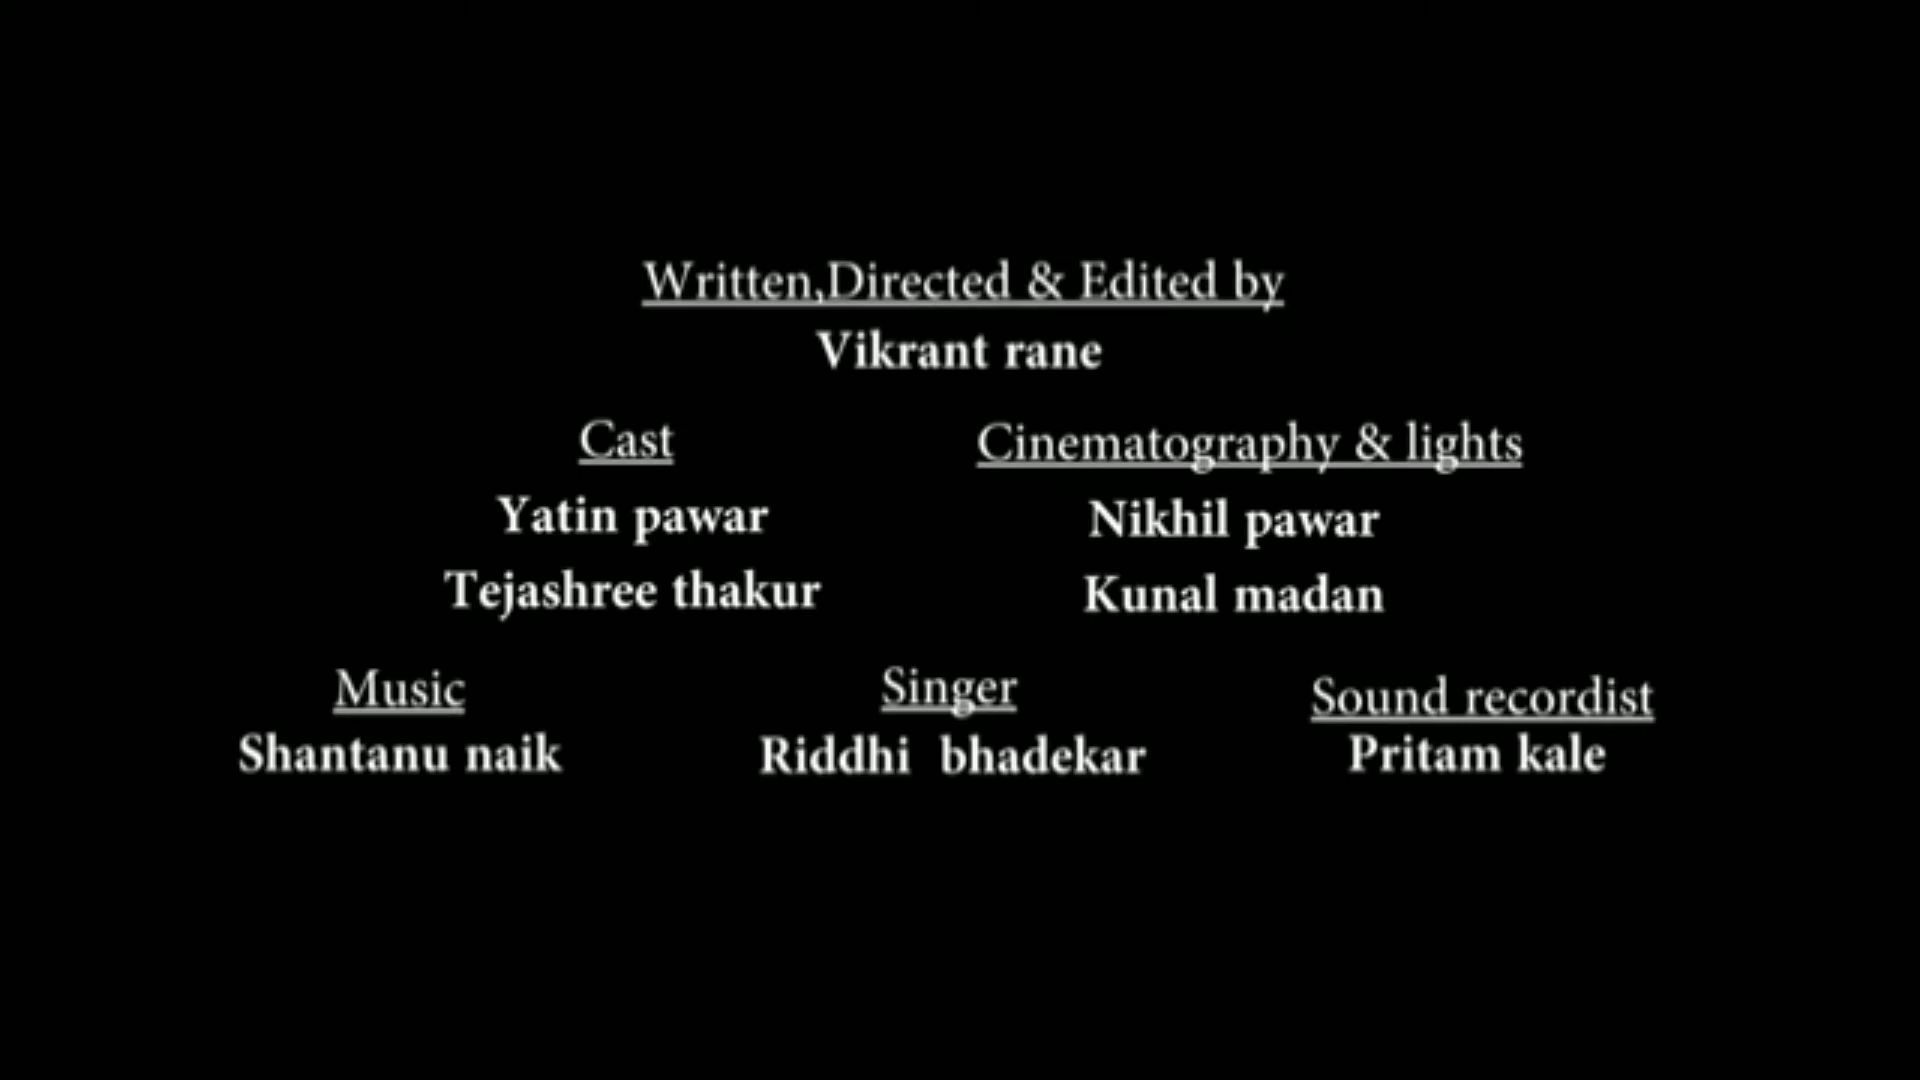 Written,Directed & Edited by
Vikrant rane
Cast
Yatin pawar
Tejashree thakur
Cinematography & lights
Nikhil pawar
Kunal madan
Music
Shantanu naik
Singer
Riddhi  bhadekar
Sound recordist
Pritam kale